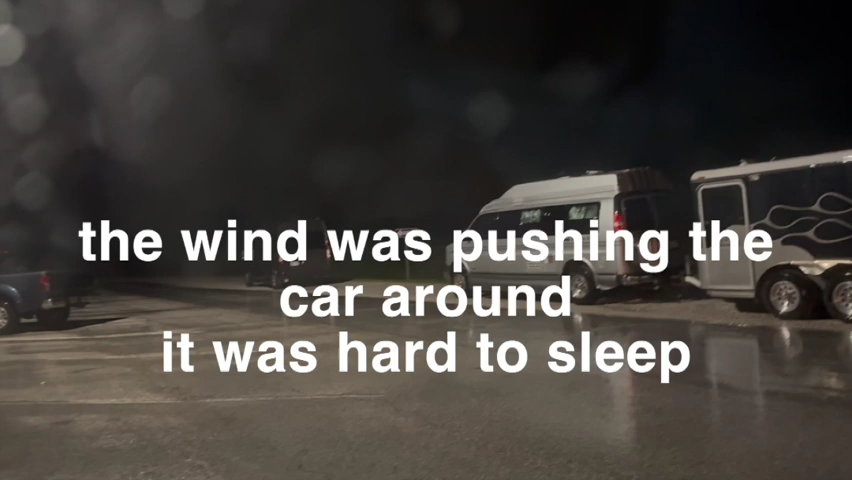 the wind was pushing the
car around
it was hard to sleep